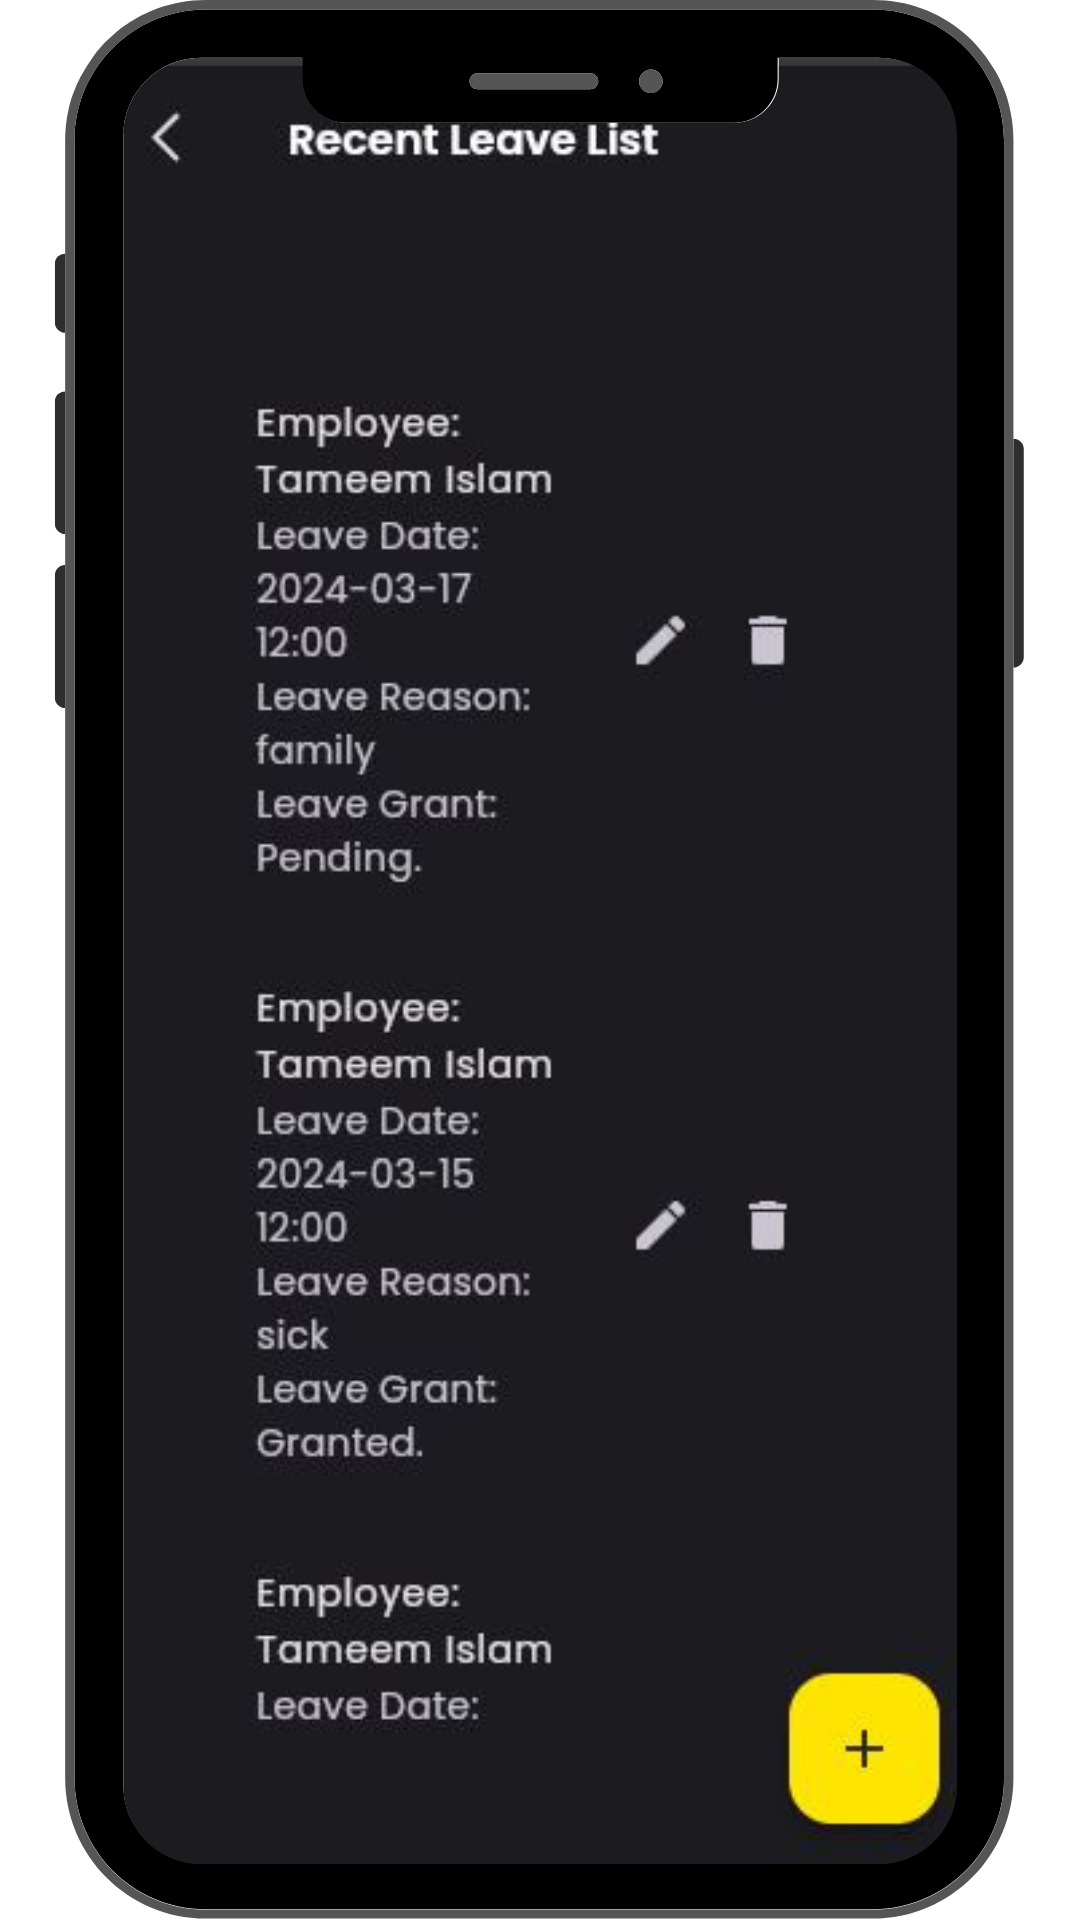 Recent Leave List
Employee:
Tameem Islam
Leave Date:
2024-03-17
12:00
Leave Reason:
family
Leave Grant:
Pending.
Employee:
Tameem Islam
Leave Date:
2024-03-15
12:00
Leave Reason:
sick
Leave Grant:
Granted.
Employee:
Tameem Islam
Leave Date: